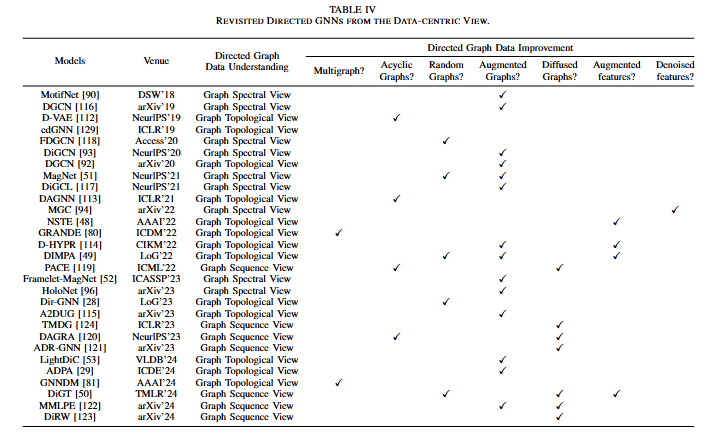 TABLE IV
REVISITED DIRECTED GNNS FROM THE DATA-CENTRIC VIEW.
Models Venue Directed Graph Data Understanding Directed Graph Data Improvement
Multigraph? Acyclic Graphs? Random Graphs? Augmented Graphs? Diffused Graphs? Augmented features? Denoised features?
MotifNet [90] DSW'18 Graph Spectral View ✓
DGCN [116] arXiv'19 Graph Spectral View ✓
D-VAE [112] NeurIPS'19 Graph Topological View ✓
edGNN [129] ICLR'19 Graph Topological View
FDGCN [118] Access'20 Graph Spectral View ✓
DiGCN [93] NeurIPS'20 Graph Spectral View ✓
DGCN [92] arXiv'20 Graph Topological View ✓
MagNet [51] NeurIPS'21 Graph Spectral View ✓ ✓
DiGCL [117] NeurIPS'21 Graph Spectral View ✓
DAGNN [113] ICLR'21 Graph Topological View ✓
MGC [94] arXiv'22 Graph Spectral View ✓
NSTE [48] AAAI'22 Graph Topological View ✓
GRANDE [80] ICDM'22 Graph Topological View ✓
D-HYPR [114] CIKM'22 Graph Topological View ✓ ✓
DIMPA [49] LoG'22 Graph Topological View ✓ ✓ ✓
PACE [119] ICML'22 Graph Sequence View ✓ ✓
Framelet-MagNet [52] ICASSP'23 Graph Spectral View ✓
HoloNet [96] arXiv'23 Graph Spectral View ✓
Dir-GNN [28] LoG'23 Graph Topological View ✓
A2DUG [115] arXiv'23 Graph Topological View ✓
TMDG [124] ICLR'23 Graph Sequence View ✓
DAGRA [120] NeurIPS'23 Graph Sequence View ✓ ✓
ADR-GNN [121] arXiv'23 Graph Sequence View ✓
LightDiC [53] VLDB'24 Graph Topological View ✓
ADPA [29] ICDE'24 Graph Topological View ✓
GNNDM [81] AAAI'24 Graph Topological View ✓
DiGT [50] TMLR'24 Graph Sequence View ✓ ✓ ✓
MMLPE [122] arXiv'24 Graph Sequence View ✓ ✓
DiRW [123] arXiv'24 Graph Sequence View ✓